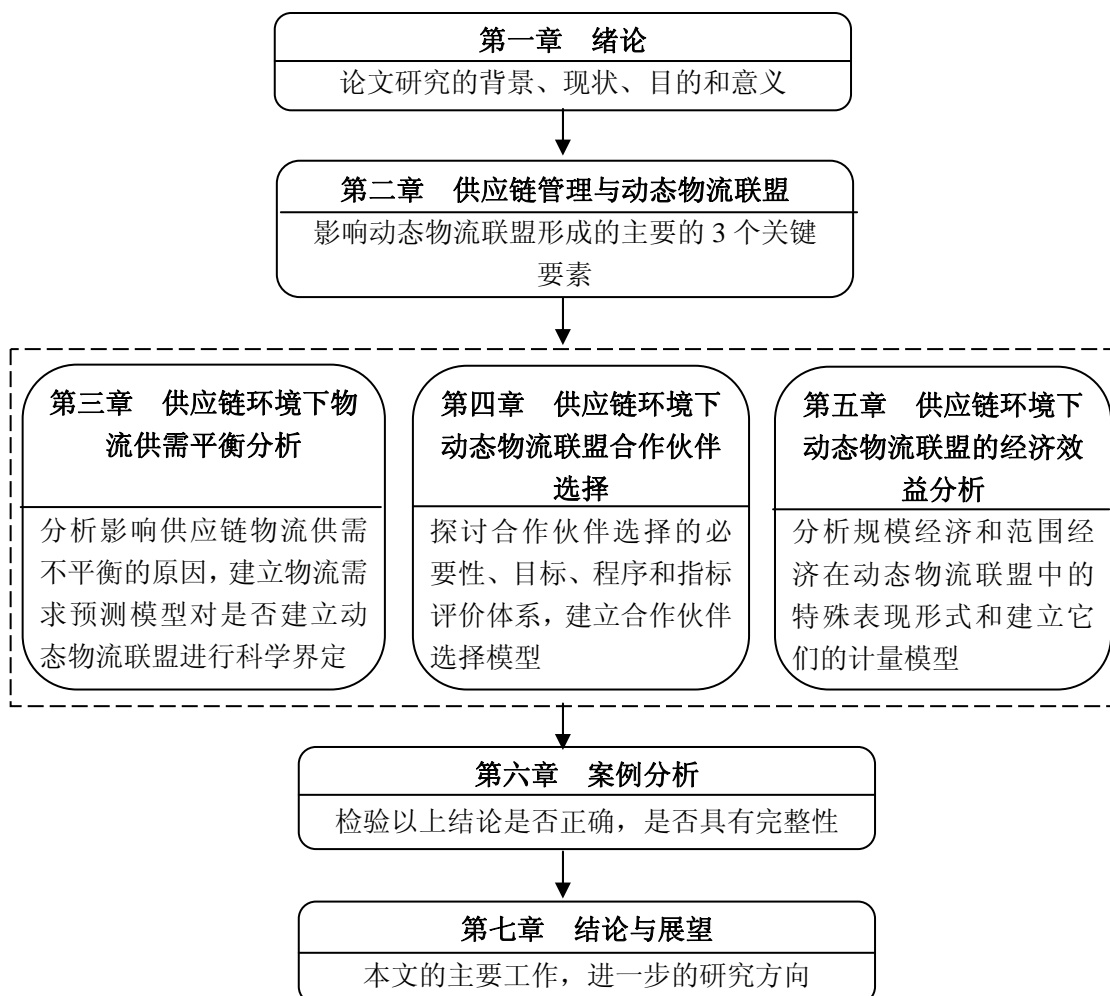 第一章　绪论
论文研究的背景、现状、目的和意义
第二章　供应链管理与动态物流联盟
影响动态物流联盟形成的主要的 3 个关键
要素
第三章　供应链环境下物
流供需平衡分析
分析影响供应链物流供需
不平衡的原因，建立物流需
求预测模型对是否建立动
态物流联盟进行科学界定
第四章　供应链环境下
动态物流联盟合作伙伴
选择
探讨合作伙伴选择的必
要性、目标、程序和指标
评价体系，建立合作伙伴
选择模型
第五章　供应链环境下
动态物流联盟的经济效
益分析
分析规模经济和范围经
济在动态物流联盟中的
特殊表现形式和建立它
们的计量模型
第六章　案例分析
检验以上结论是否正确，是否具有完整性
第七章　结论与展望
本文的主要工作，进一步的研究方向